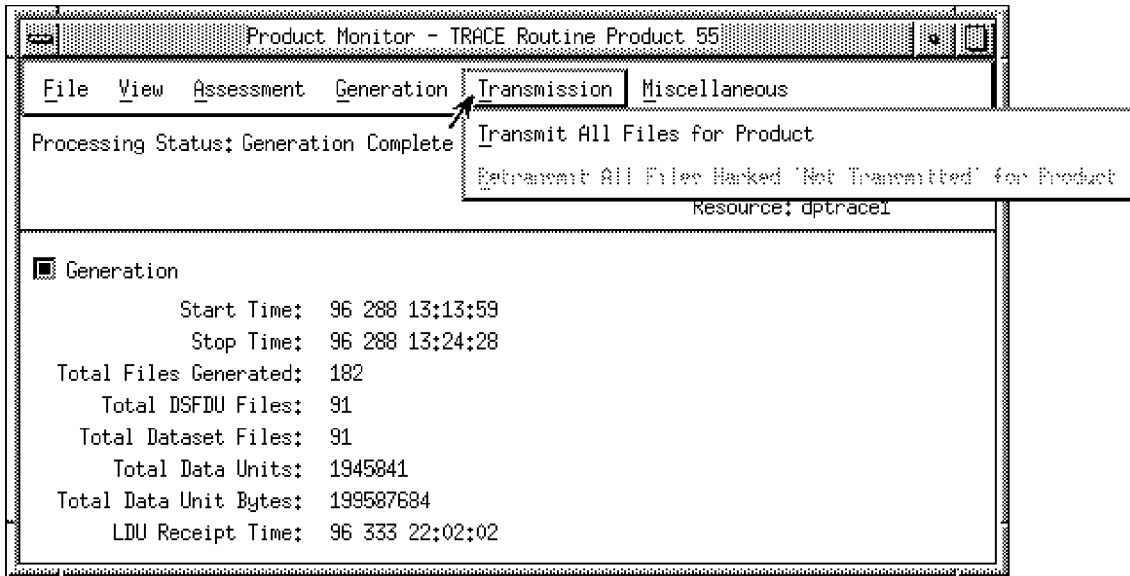 Product Monitor - TRACE Routine Product 55
File View Assessment Generation Transmission Miscellaneous
Processing Status: Generation Complete
Transmit All Files for Product
Retransmit All Files Marked 'Not Transmitted' for Product
Resource: dptrace1
Generation
Start Time: 96 288 13:13:59
Stop Time: 96 288 13:24:28
Total Files Generated: 182
Total DSFDU Files: 91
Total Dataset Files: 91
Total Data Units: 1945841
Total Data Unit Bytes: 199587684
LDU Receipt Time: 96 333 22:02:02